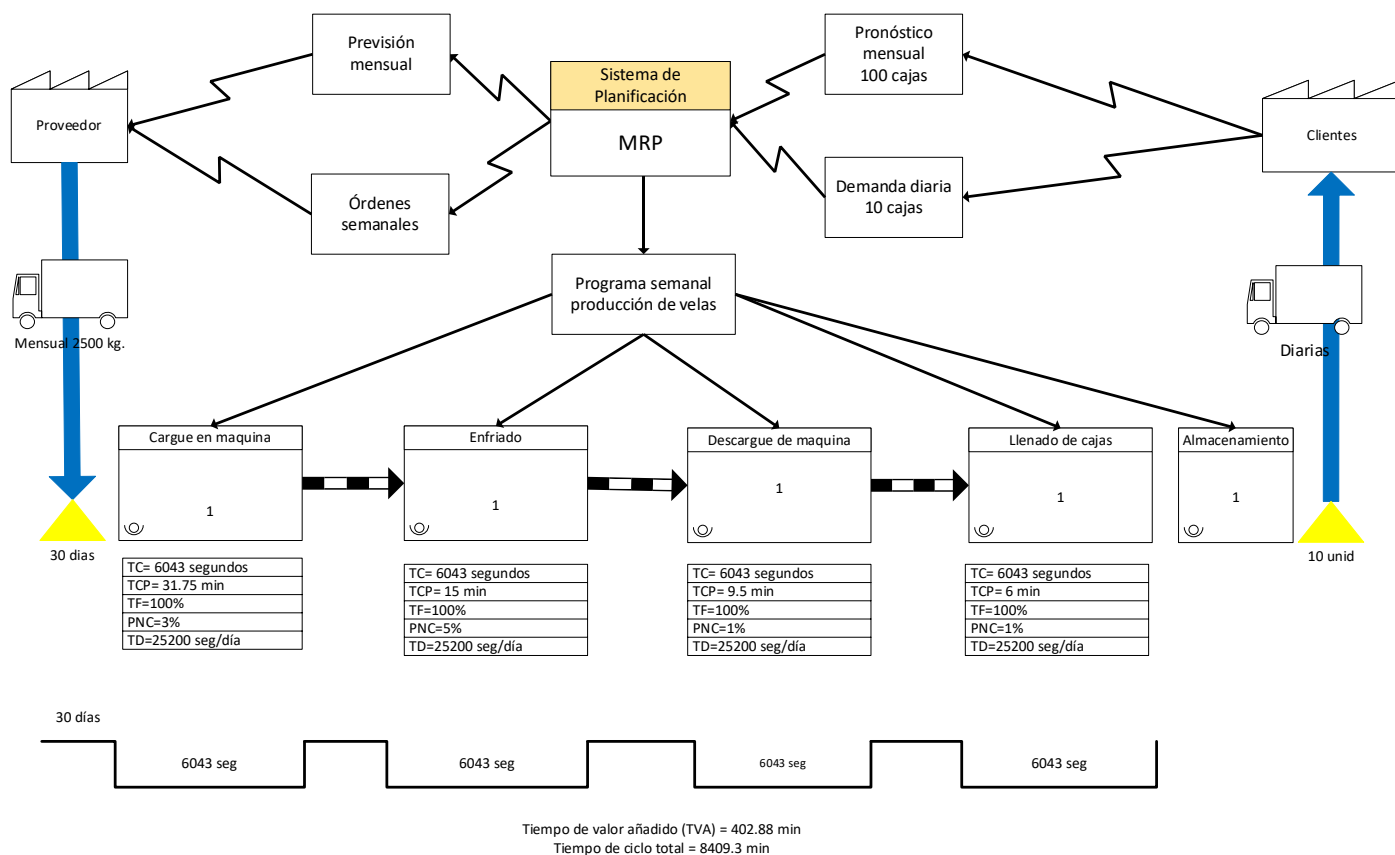 Previsión
mensual
Pronóstico
mensual
100 cajas
Sistema de
Planificación
MRP
Proveedor
Clientes
Órdenes
semanales
Demanda diaria
10 cajas
Programa semanal
producción de velas
Mensual 2500 kg.
Diarias
Cargue en maquina
1
Enfriado
1
Descargue de maquina
1
Llenado de cajas
1
Almacenamiento
1
30 dias
10 unid
TC= 6043 segundos
TCP= 31.75 min
TF=100%
PNC=3%
TD=25200 seg/día
TC= 6043 segundos
TCP= 15 min
TF=100%
PNC=5%
TD=25200 seg/día
TC= 6043 segundos
TCP= 9.5 min
TF=100%
PNC=1%
TD=25200 seg/día
TC= 6043 segundos
TCP= 6 min
TF=100%
PNC=1%
TD=25200 seg/día
30 días
6043 seg
6043 seg
6043 seg
6043 seg
Tiempo de valor añadido (TVA) = 402.88 min
Tiempo de ciclo total = 8409.3 min